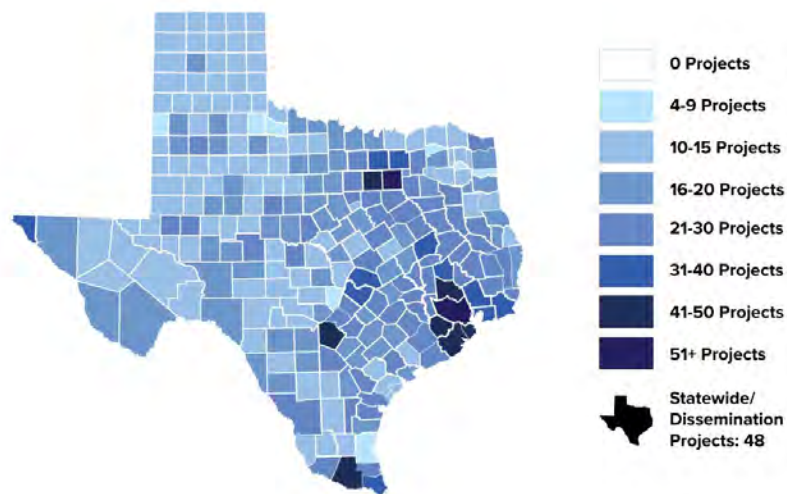 0 Projects
4-9 Projects
10-15 Projects
16-20 Projects
21-30 Projects
31-40 Projects
41-50 Projects
51+ Projects
Statewide/
Dissemination
Projects: 48